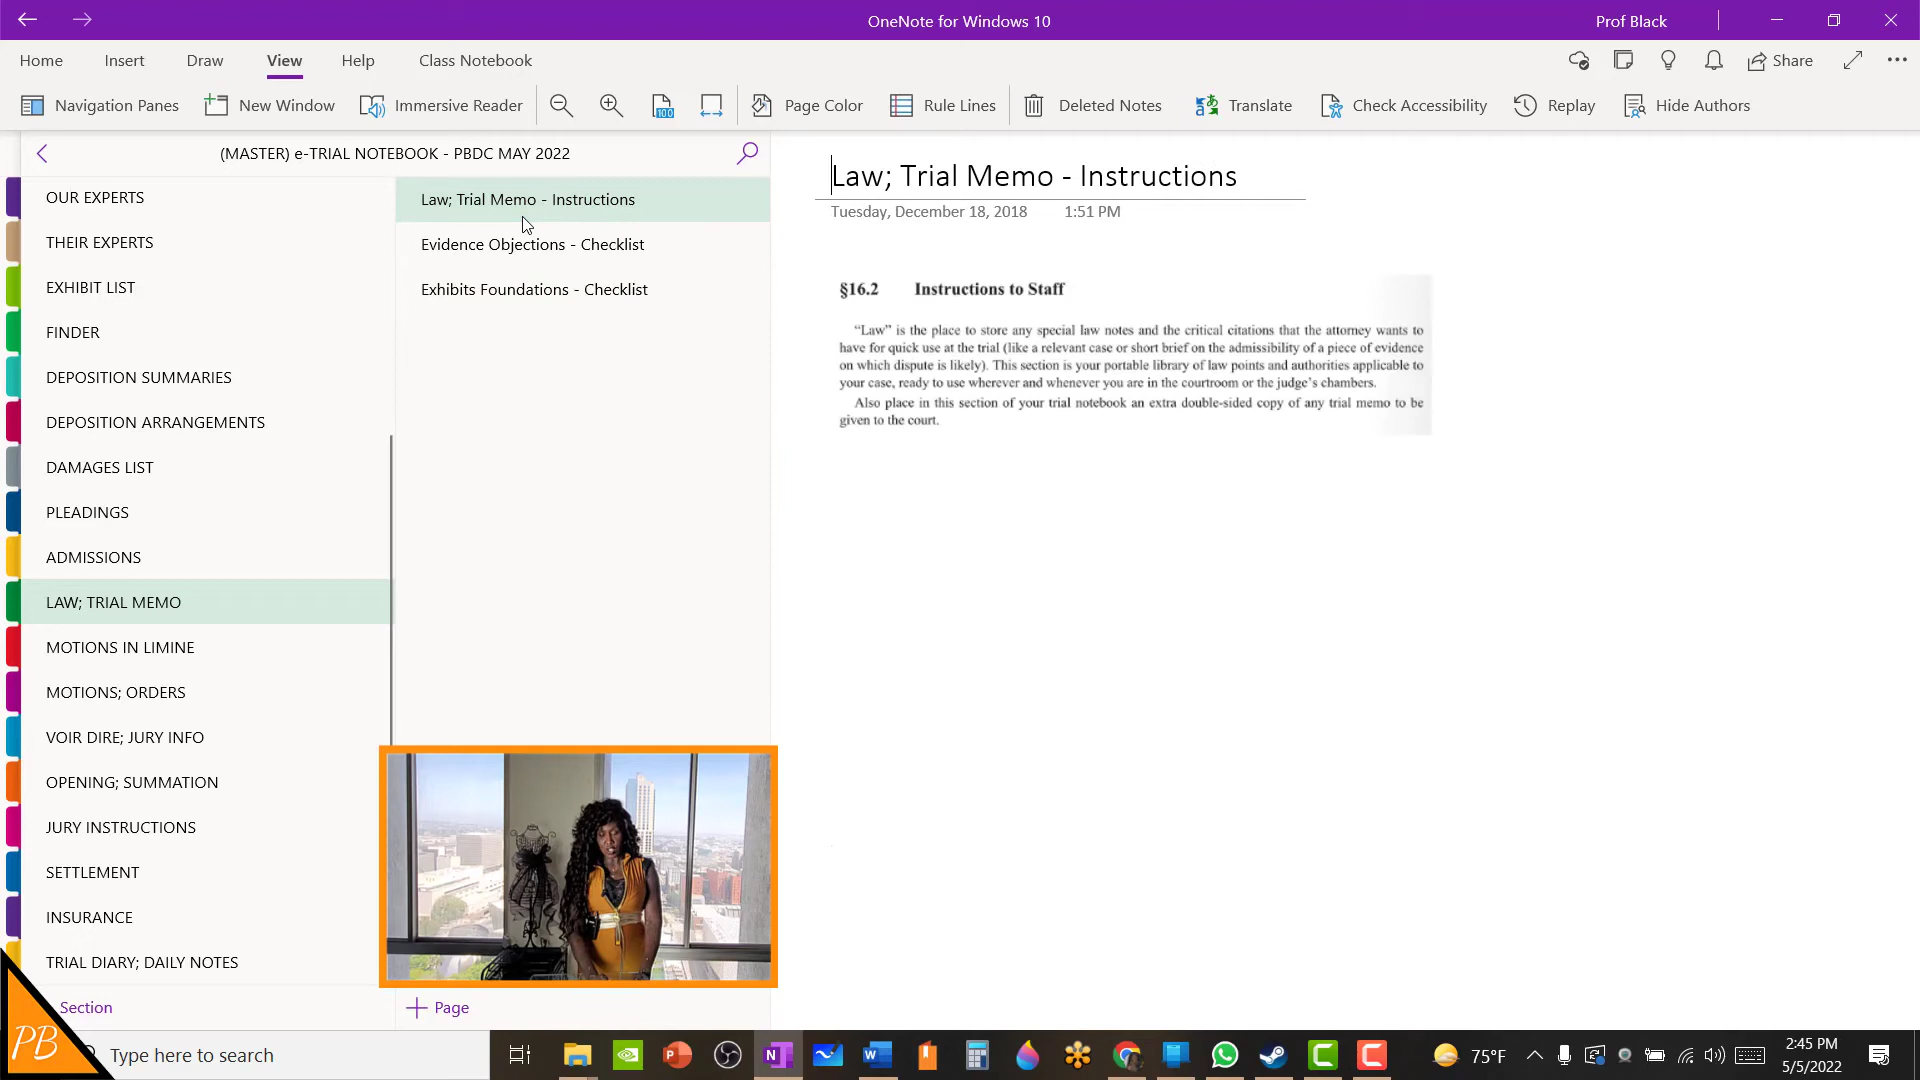 OneNote for Windows 10
Prof Black
Home
Insert
Draw
View
Help
Class Notebook
Share
Navigation Panes
New Window
Immersive Reader
100
Page Color
Rule Lines
Deleted Notes
Translate
Check Accessibility
Replay
Hide Authors
(MASTER) e-TRIAL NOTEBOOK - PBDC MAY 2022
OUR EXPERTS
THEIR EXPERTS
EXHIBIT LIST
FINDER
DEPOSITION SUMMARIES
DEPOSITION ARRANGEMENTS
DAMAGES LIST
PLEADINGS
ADMISSIONS
LAW; TRIAL MEMO
MOTIONS IN LIMINE
MOTIONS; ORDERS
VOIR DIRE; JURY INFO
OPENING; SUMMATION
JURY INSTRUCTIONS
SETTLEMENT
INSURANCE
TRIAL DIARY; DAILY NOTES
Section
Law; Trial Memo - Instructions
Evidence Objections - Checklist
Exhibits Foundations - Checklist
Page
Law; Trial Memo - Instructions
Tuesday, December 18, 2018 1:51 PM
§16.2 Instructions to Staff
“Law” is the place to store any special law notes and the critical citations that the attorney wants to
have for quick use at the trial (like a relevant case or short brief on the admissibility of a piece of evidence
on which dispute is likely). This section is your portable library of law points and authorities applicable to
your case, ready to use wherever and whenever you are in the courtroom or the judge's chambers.
Also place in this section of your trial notebook an extra double-sided copy of any trial memo to be
given to the court.
PB
Type here to search
75°F
2:45 PM
5/5/2022